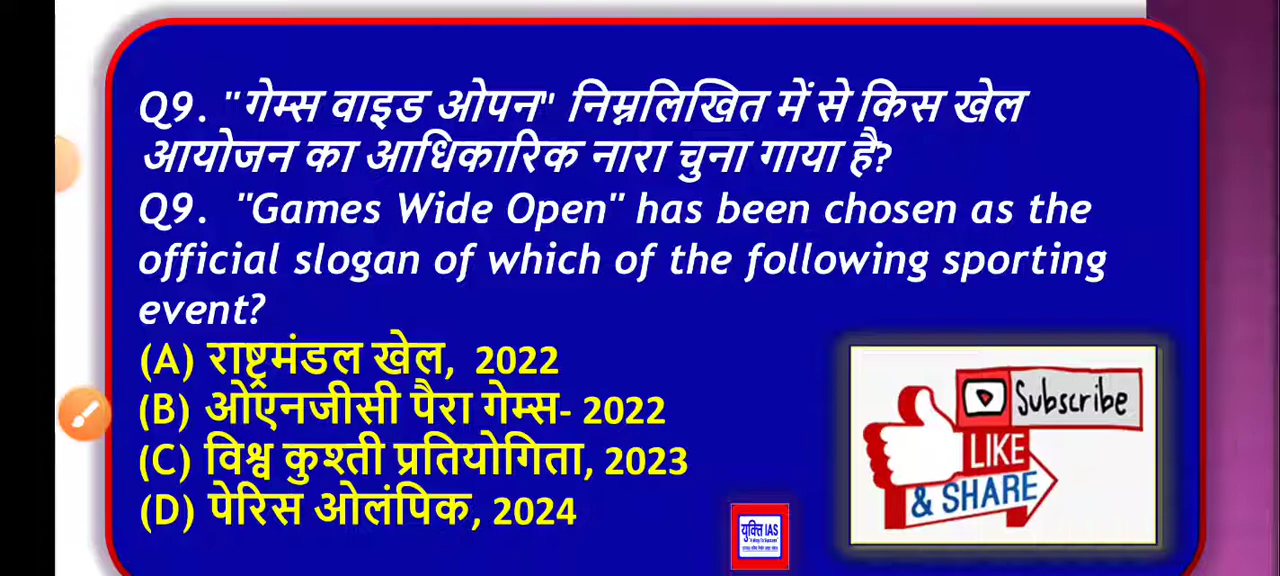 Q9. "गेम्स वाइड ओपन" निम्नलिखित में से किस खेल
आयोजन का आधिकारिक नारा चुना गाया है?
Q9. "Games Wide Open" has been chosen as the
official slogan of which of the following sporting
event?
(A) राष्ट्रमंडल खेल, 2022
(B) ओएनजीसी पैरा गेम्स- 2022
(C) विश्व कुश्ती प्रतियोगिता, 2023
(D) पेरिस ओलंपिक, 2024
Subscribe
LIKE
& SHARE
युक्ति IAS